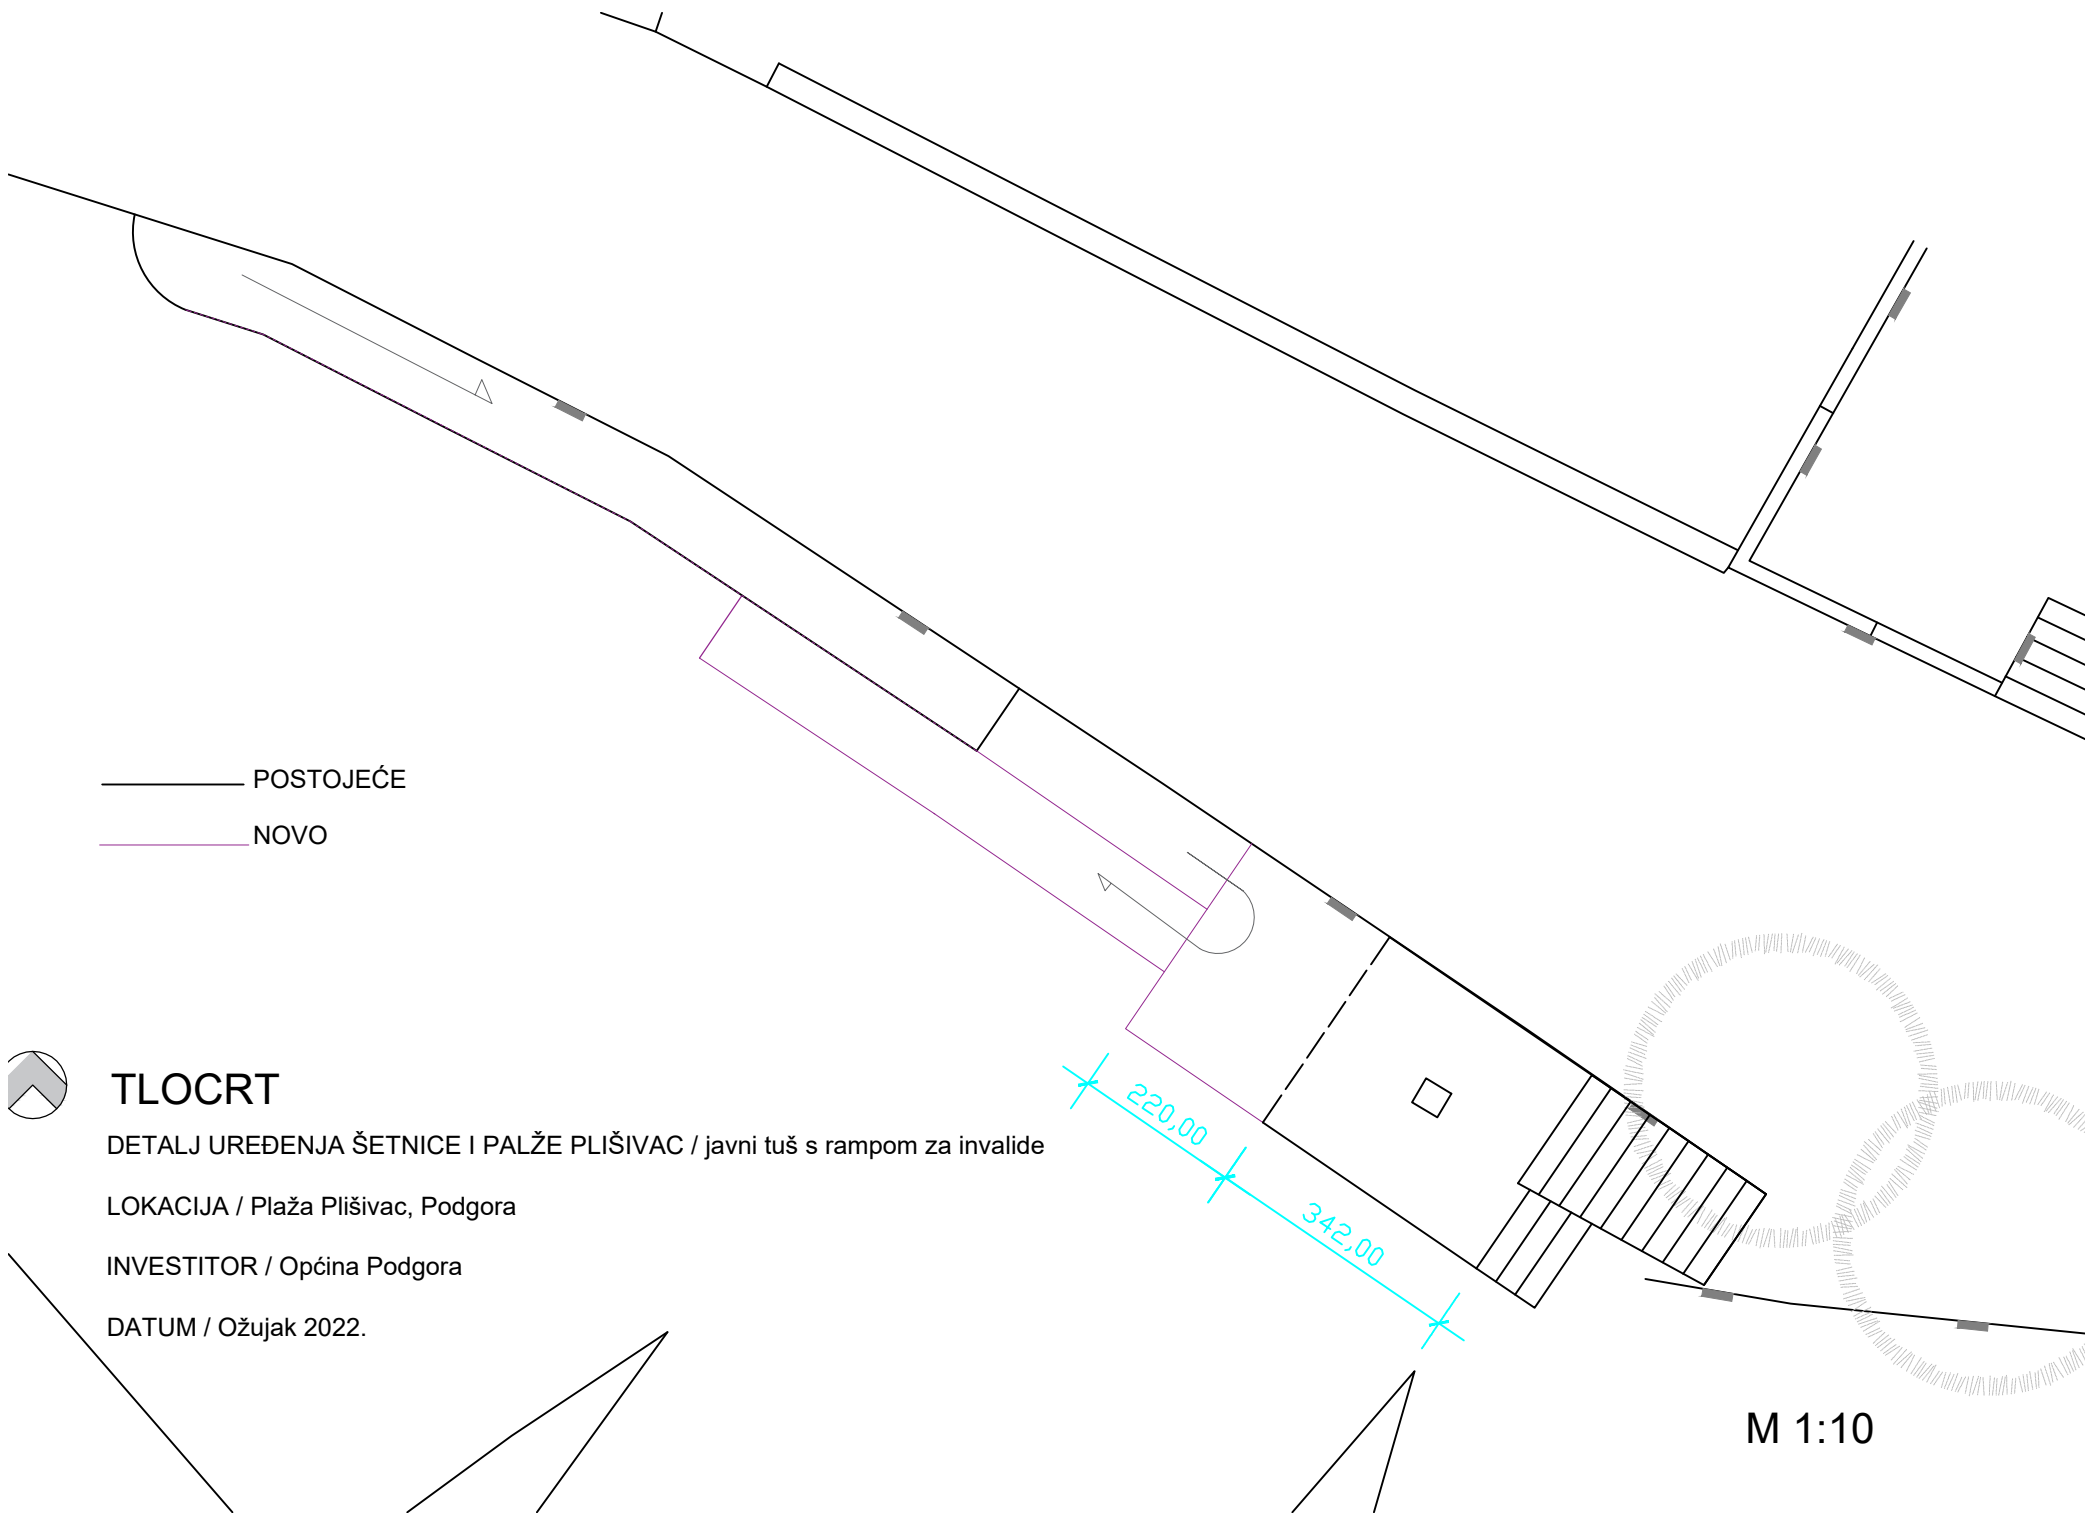 POSTOJEĆE
NOVO
TLOCRT
DETALJ UREĐENJA ŠETNICE I PALŽE PLIŠIVAC / javni tuš s rampom za invalide
LOKACIJA / Plaža Plišivac, Podgora
INVESTITOR / Općina Podgora
DATUM / Ožujak 2022.
220,00
342,00
M 1:10